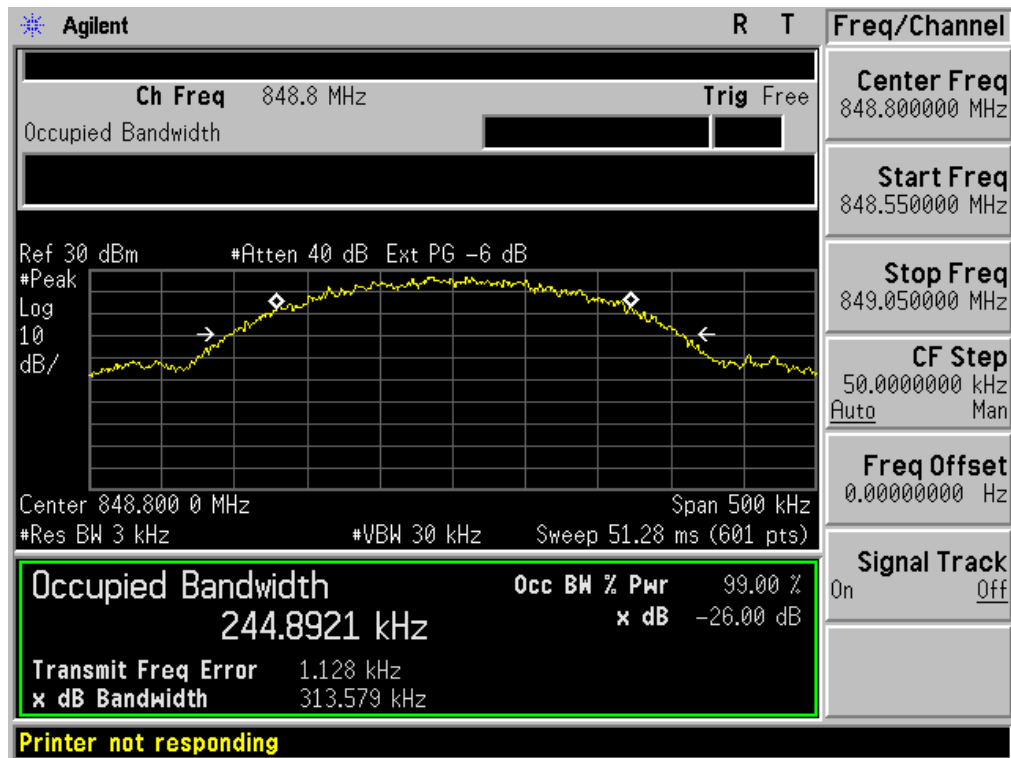 Agilent R T Freq/Channel
Ch Freq 848.8 MHz Trig Free
Occupied Bandwidth
Center Freq
848.800000 MHz
Start Freq
848.550000 MHz
Stop Freq
849.050000 MHz
CF Step
50.0000000 kHz
Auto Man
Freq Offset
0.00000000 Hz
Signal Track
On Off
Ref 30 dBm #Atten 40 dB Ext PG -6 dB
#Peak
Log
10
dB/
Center 848.800 0 MHz Span 500 kHz
#Res BW 3 kHz #VBW 30 kHz Sweep 51.28 ms (601 pts)
Occupied Bandwidth
244.8921 kHz
Occ BW % Pwr 99.00 %
x dB -26.00 dB
Transmit Freq Error 1.128 kHz
x dB Bandwidth 313.579 kHz
Printer not responding